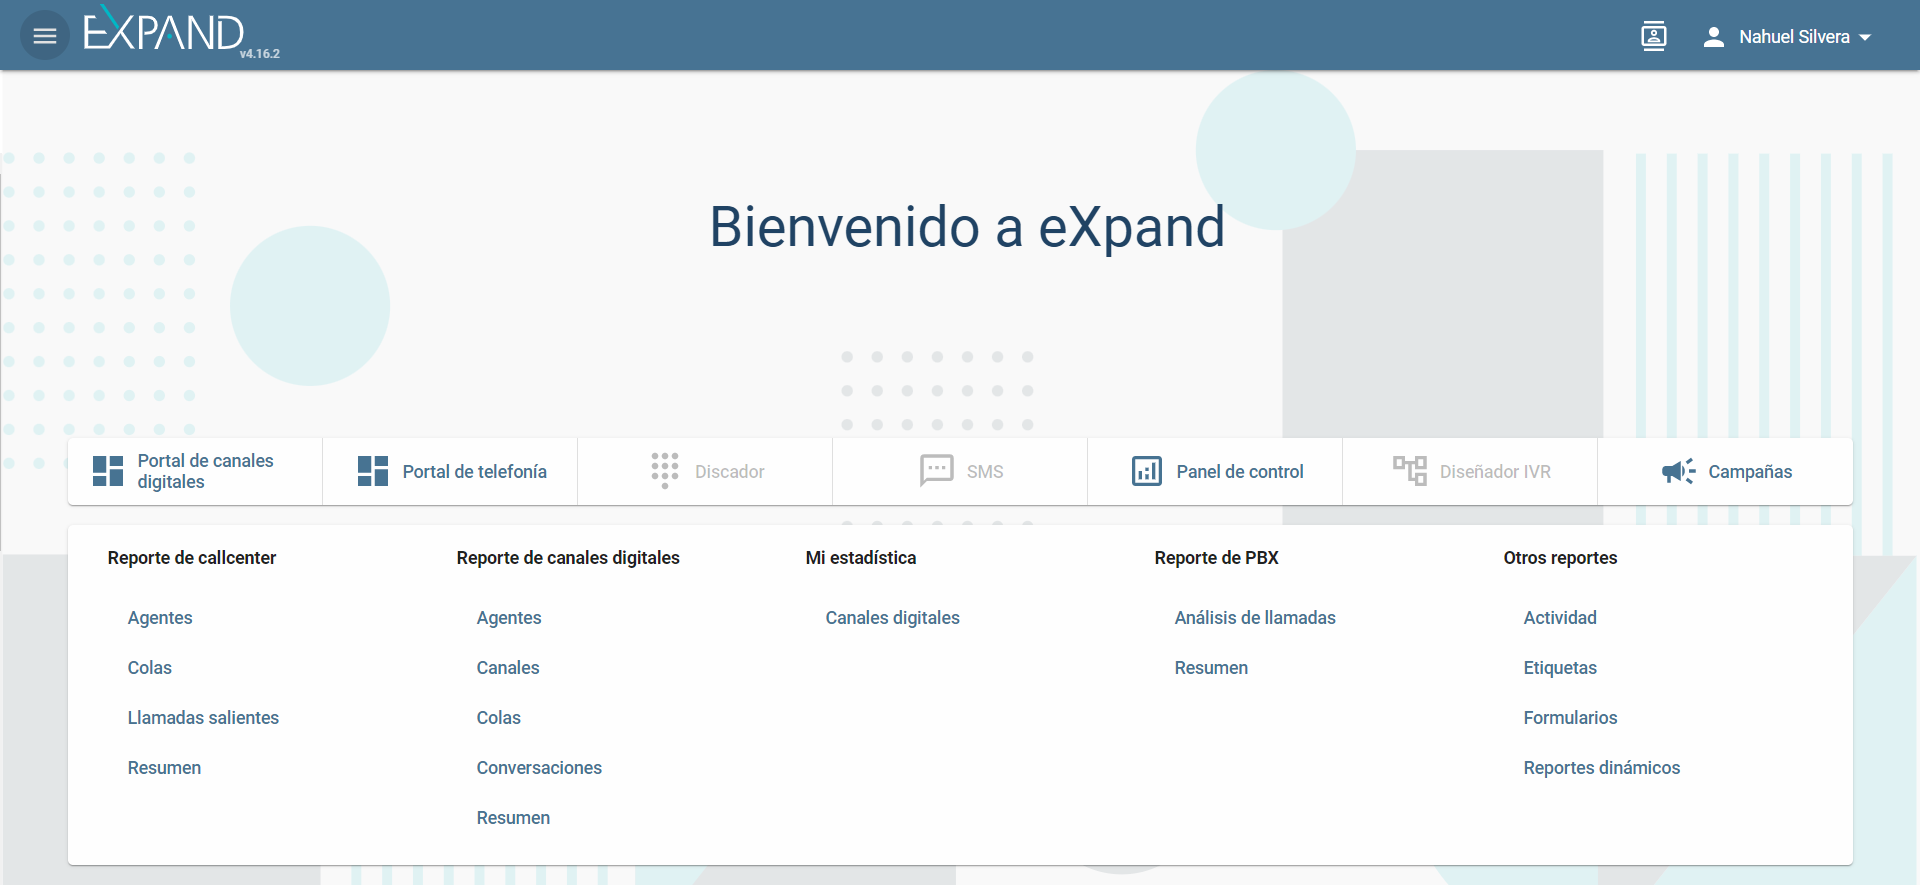 EXPAND
v4.16.2
Nahuel Silvera
Bienvenido a eXpand
Portal de canales
digitales
Portal de telefonía
Discador
SMS
Panel de control
Diseñador IVR
Campañas
Reporte de callcenter
Agentes
Colas
Llamadas salientes
Resumen
Reporte de canales digitales
Agentes
Canales
Colas
Conversaciones
Resumen
Mi estadística
Canales digitales
Reporte de PBX
Análisis de llamadas
Resumen
Otros reportes
Actividad
Etiquetas
Formularios
Reportes dinámicos